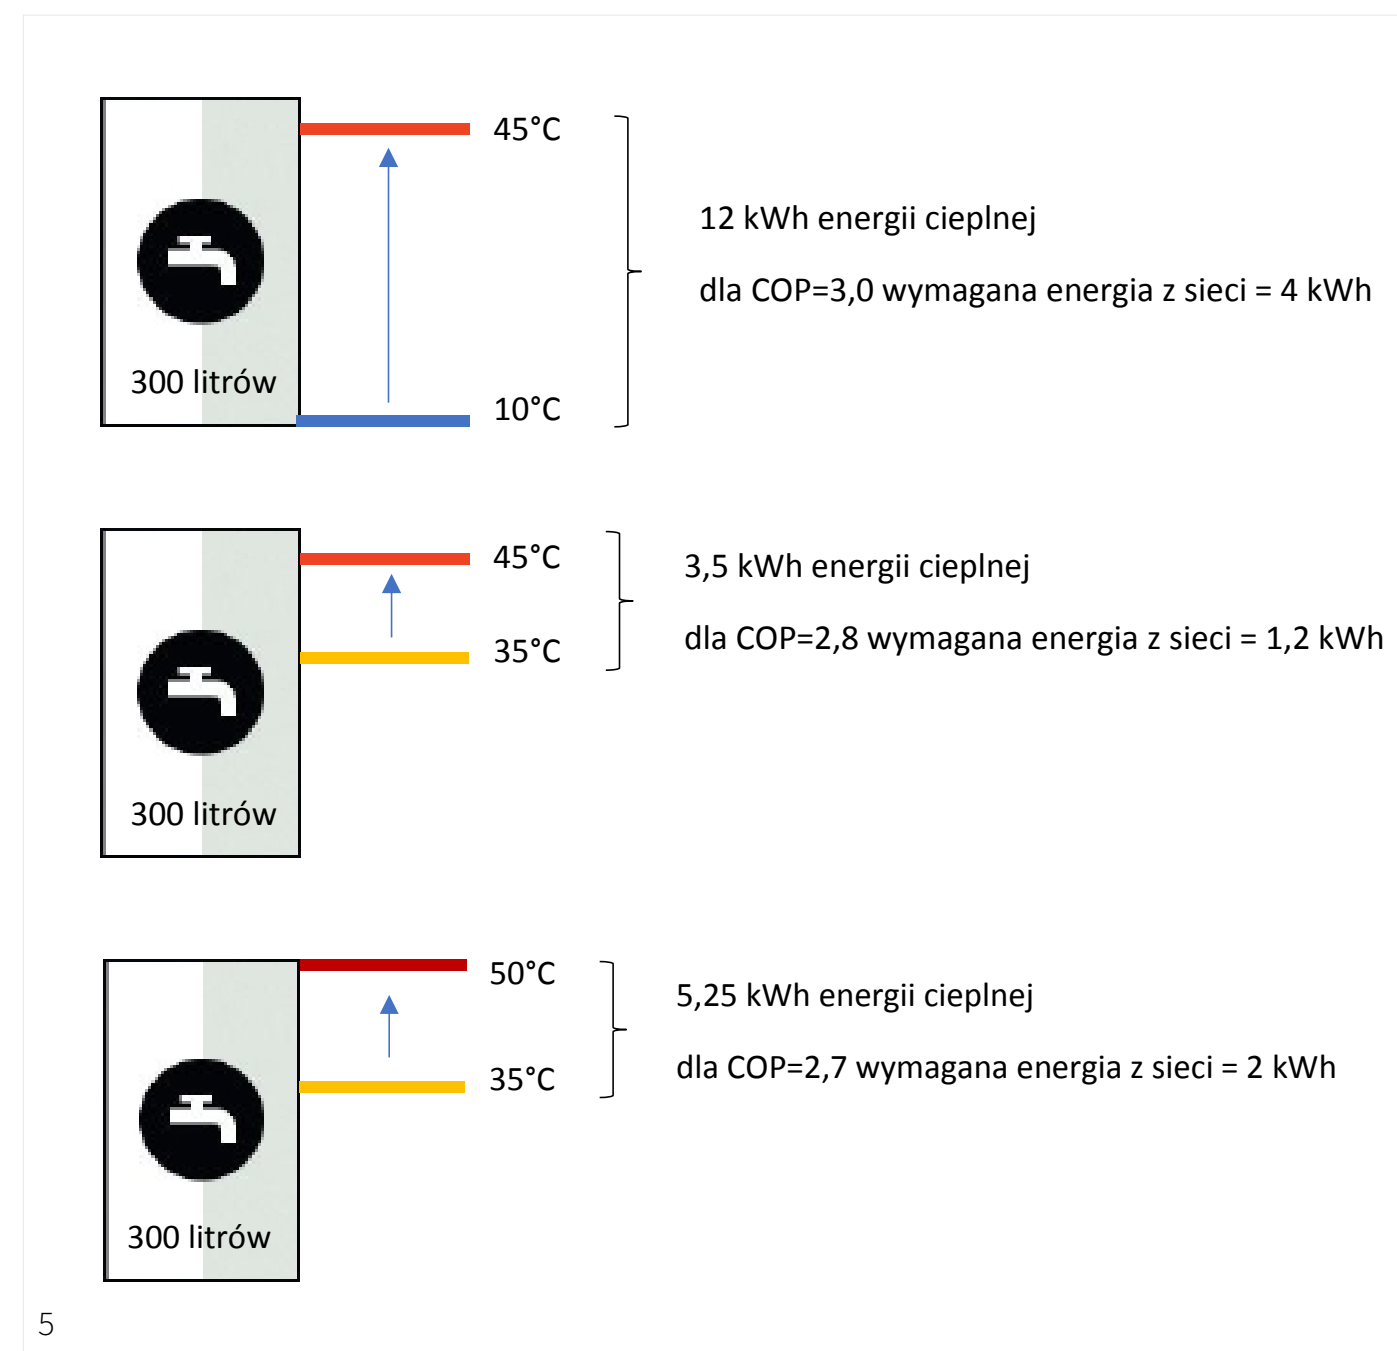 45°C
12 kWh energii cieplnej
dla COP=3,0 wymagana energia z sieci = 4 kWh
300 litrów
10°C
45°C
3,5 kWh energii cieplnej
dla COP=2,8 wymagana energia z sieci = 1,2 kWh
35°C
300 litrów
50°C
5,25 kWh energii cieplnej
dla COP=2,7 wymagana energia z sieci = 2 kWh
35°C
300 litrów
5